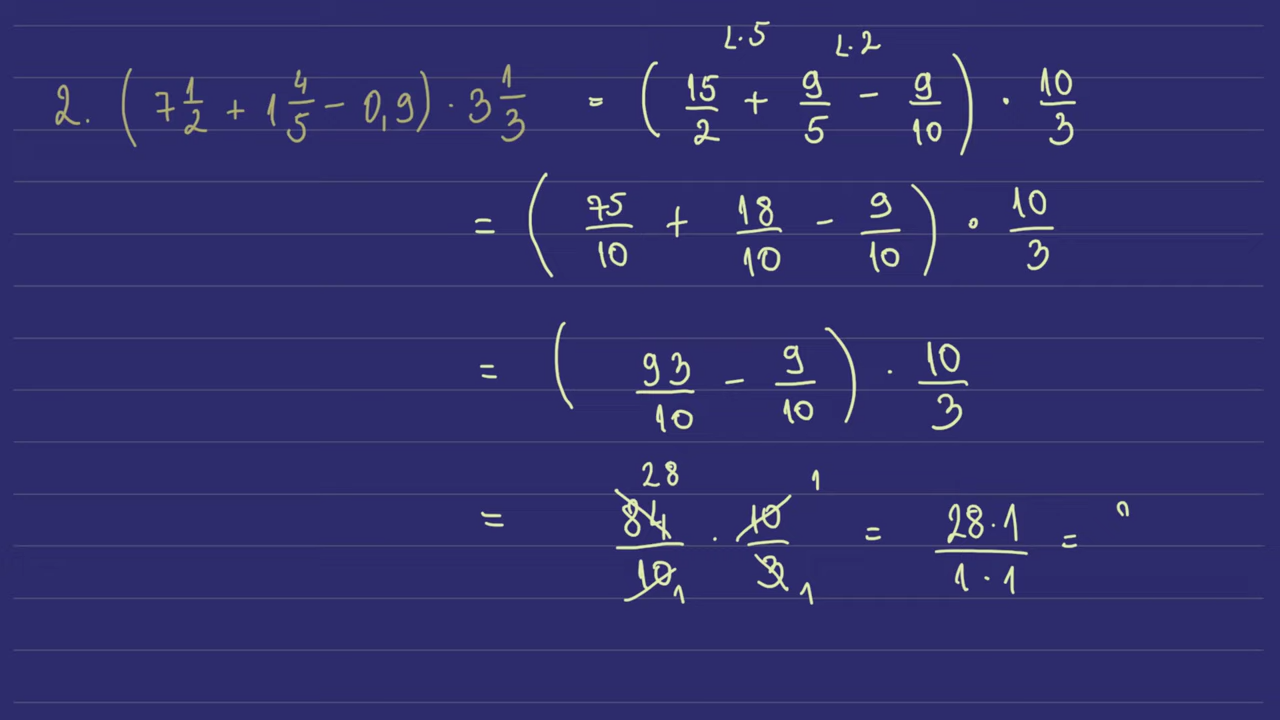 L·5 L·2
2. (7 1/2 + 1 4/5 - 0,9) · 3 1/3 = (15/2 + 9/5 - 9/10) · 10/3
= (75/10 + 18/10 - 9/10) · 10/3
= (93/10 - 9/10) · 10/3
28 1
= 84/10 · 10/3 = 28·1/1·1 =
1 1